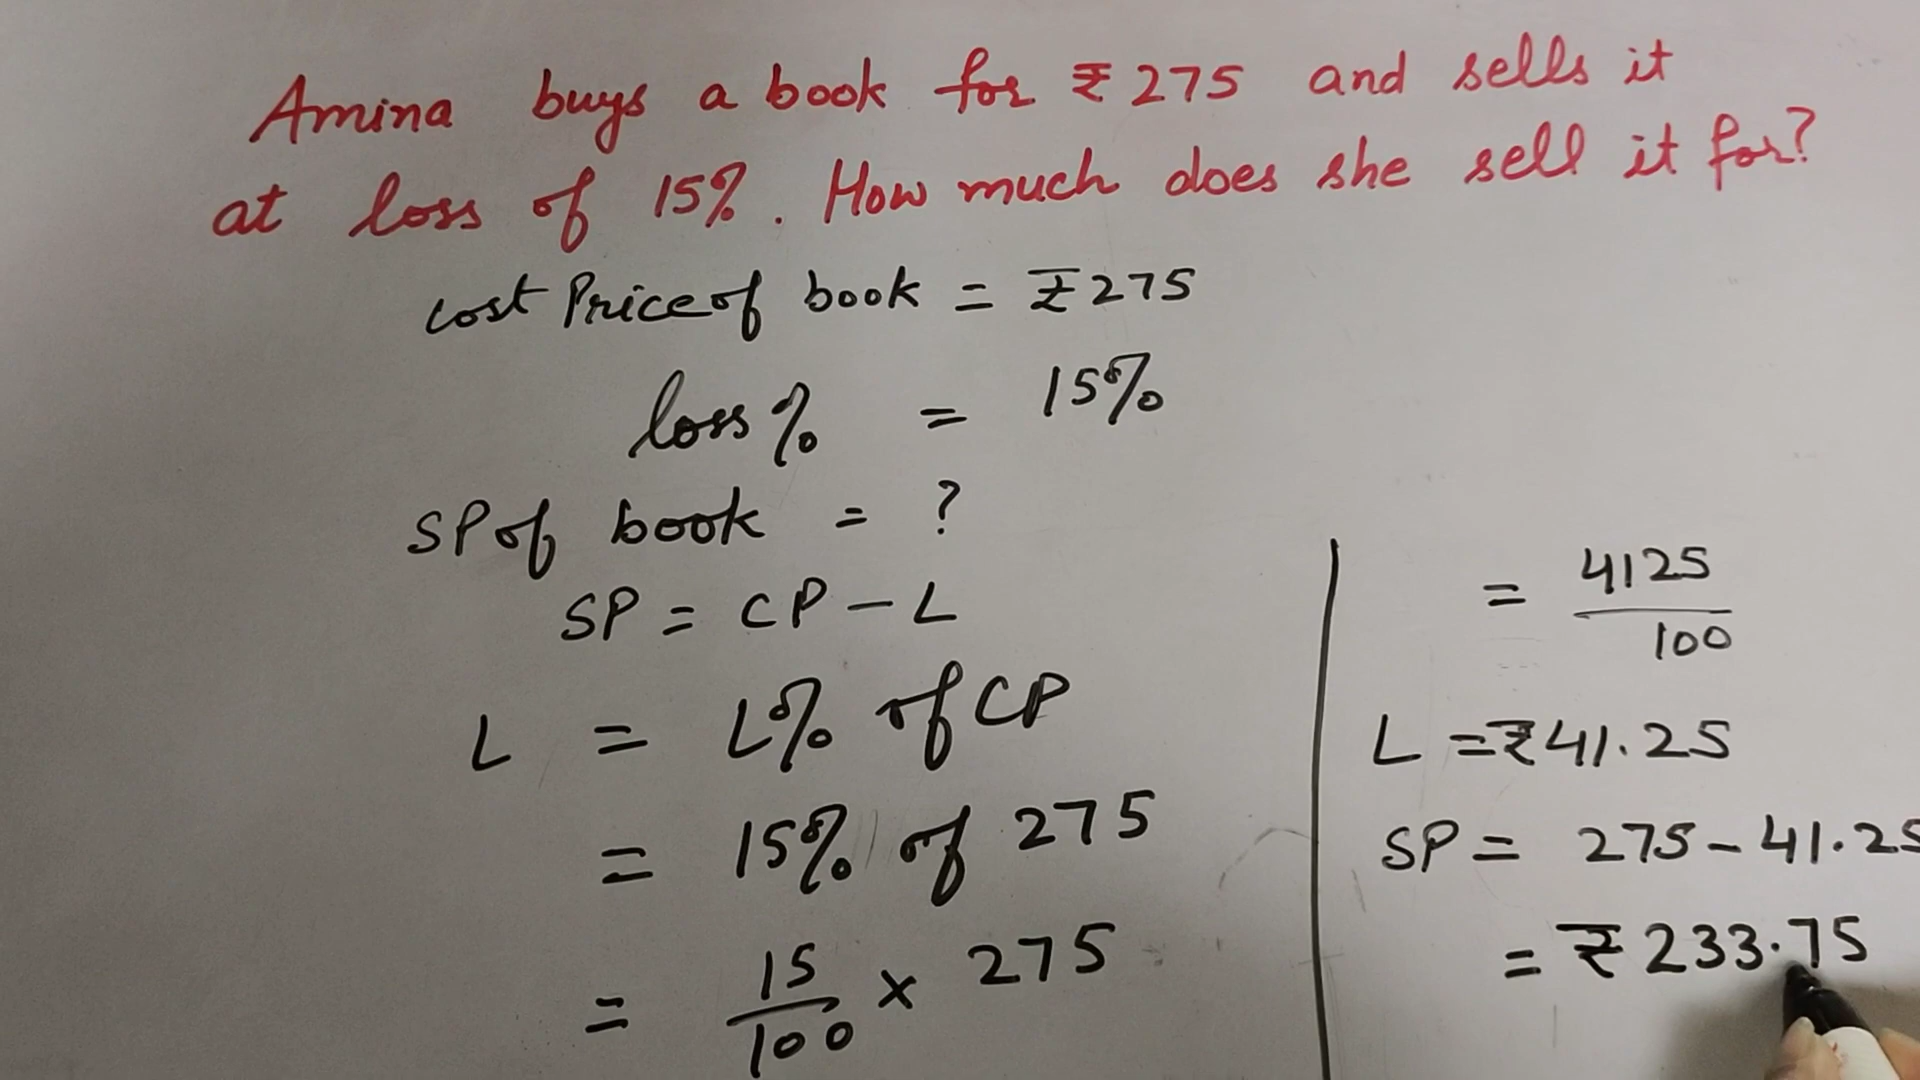 Amina buys a book for ₹275 and sells it
at loss of 15%. How much does she sell it for?
cost Price of book = ₹275
loss% = 15%
SP of book = ?
SP = CP - L
L = L% of CP
= 15% of 275
= 15/100 × 275
= 4125/100
L = ₹41.25
SP = 275 - 41.25
= ₹233.75